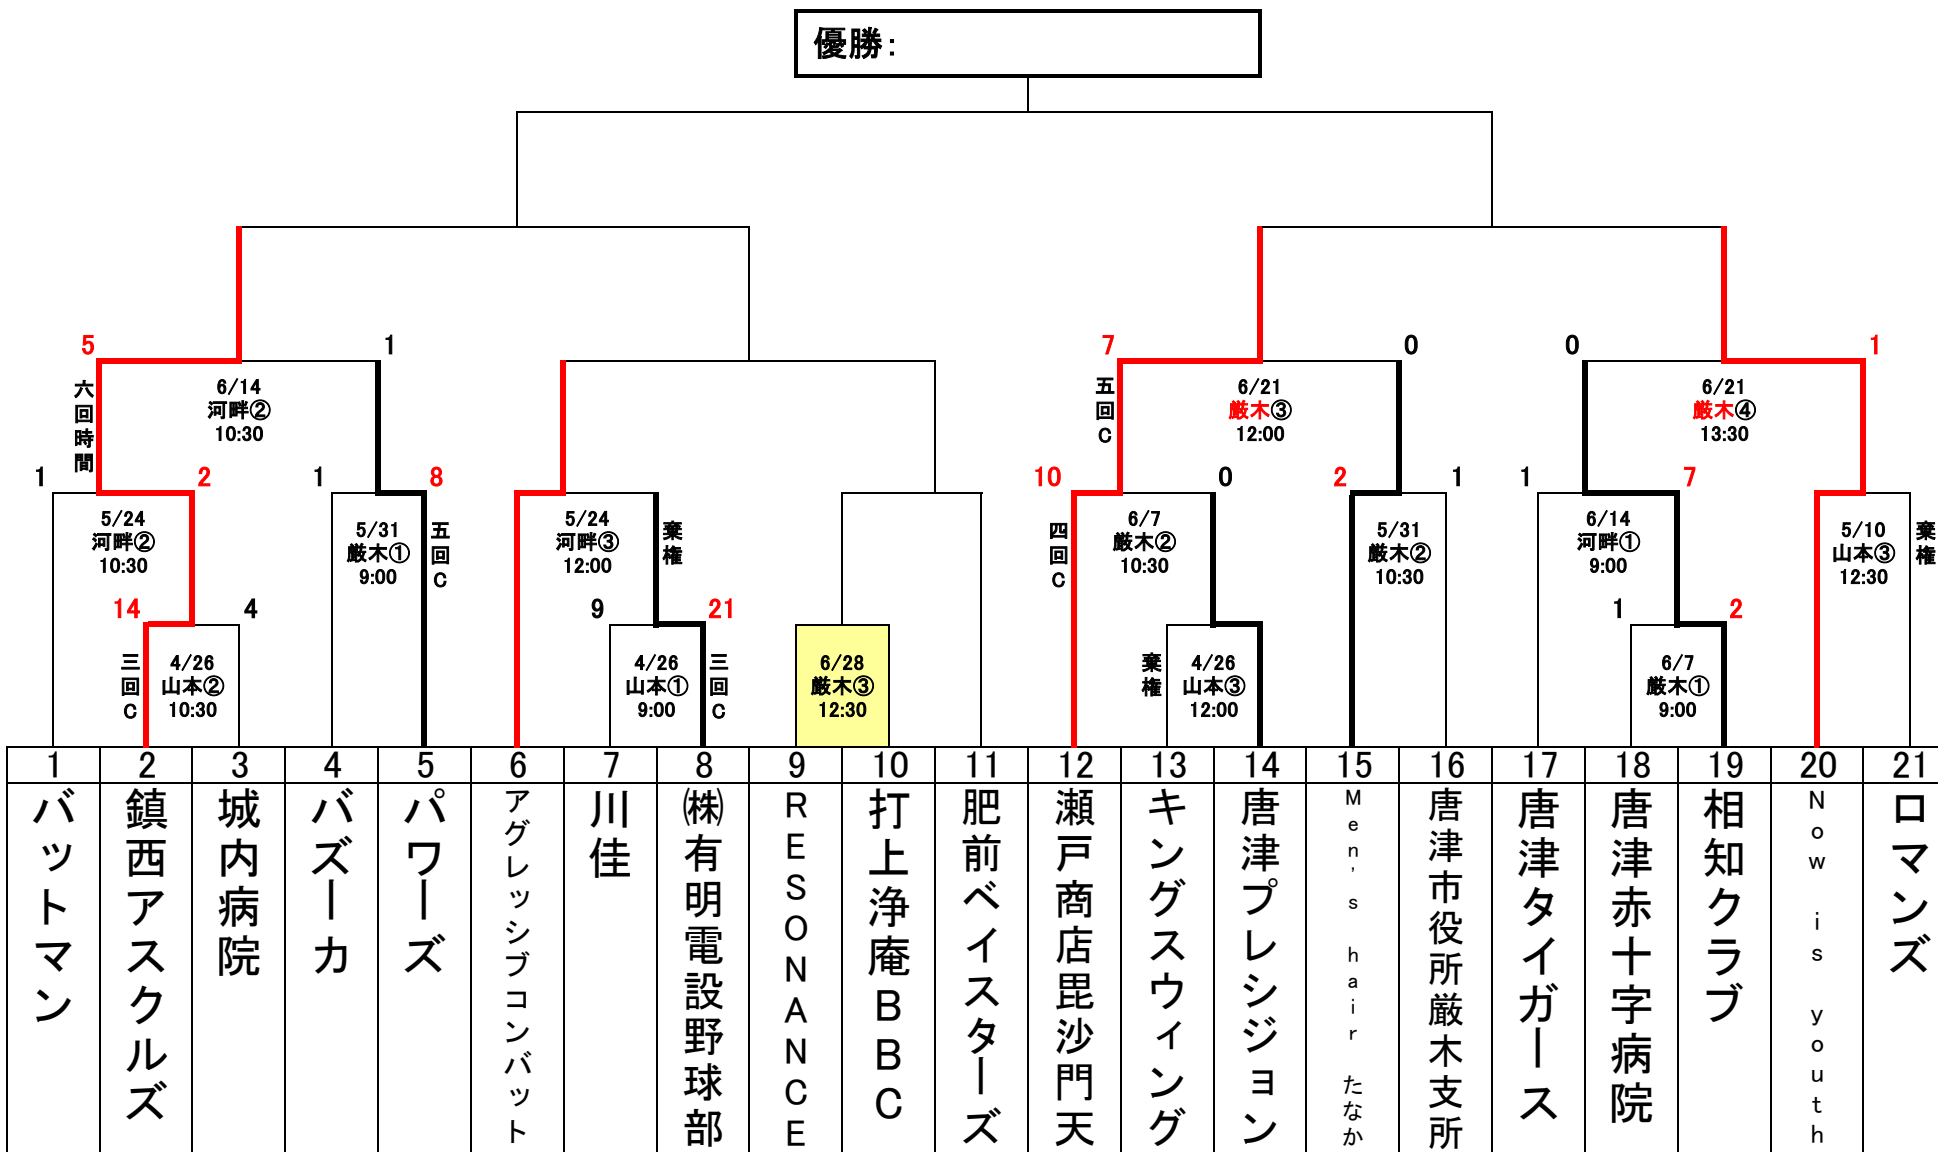 優勝:
5
1
7
0
0
1
六回時間
6/14
河畔②
10:30
五回C
6/21
厳木③
12:00
6/21
厳木④
13:30
1
2
1
8
10
0
2
1
1
7
5/24
河畔②
10:30
5/31
厳木①
9:00
五回C
5/24
河畔③
12:00
棄権
四回C
6/7
厳木②
10:30
5/31
厳木②
10:30
6/14
河畔①
9:00
5/10
山本③
12:30
棄権
14
4
9
21
1
2
三回C
4/26
山本②
10:30
4/26
山本①
9:00
三回C
6/28
厳木③
12:30
棄権
4/26
山本③
12:00
6/7
厳木①
9:00
1 2 3 4 5 6 7 8 9 10 11 12 13 14 15 16 17 18 19 20 21
バットマン
鎮西アスクルズ
城内病院
バズーカ
パワーズ
アグレッシブコンバット
川佳
㈱有明電設野球部
RESONANCE
打上浄庵BBC
肥前ベイスターズ
瀬戸商店毘沙門天
キングスウィング
唐津プレシジョン
Men's hair たなか
唐津市役所厳木支所
唐津タイガース
唐津赤十字病院
相知クラブ
Now is youth
ロマンズ